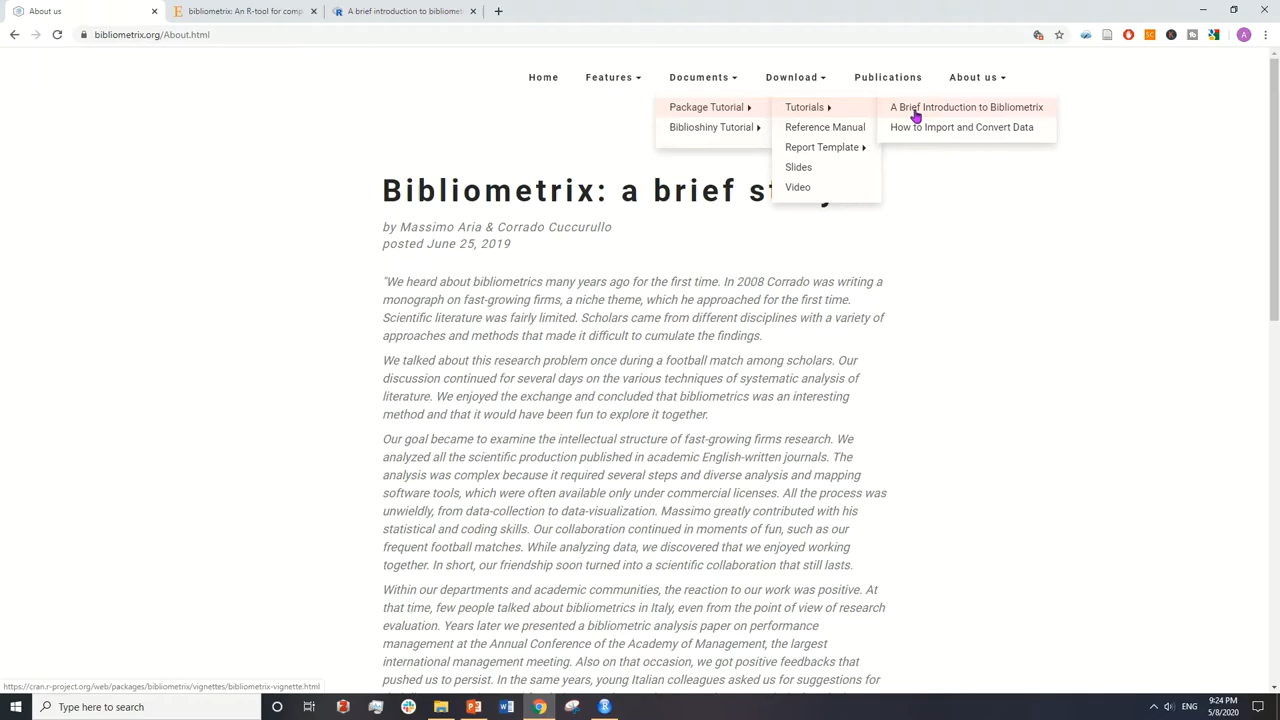 About us
bibliometrix: An R-tool for comp
A brief introduction to bibliomet
bibliometrix.org/About.html
Home
Features
Documents
Download
Publications
About us
Package Tutorial
Biblioshiny Tutorial
Tutorials
Reference Manual
Report Template
Slides
Video
A Brief Introduction to Bibliometrix
How to Import and Convert Data
Bibliometrix: a brief
by Massimo Aria & Corrado Cuccurullo
posted June 25, 2019
"We heard about bibliometrics many years ago for the first time. In 2008 Corrado was writing a
monograph on fast-growing firms, a niche theme, which he approached for the first time.
Scientific literature was fairly limited. Scholars came from different disciplines with a variety of
approaches and methods that made it difficult to cumulate the findings.
We talked about this research problem once during a football match among scholars. Our
discussion continued for several days on the various techniques of systematic analysis of
literature. We enjoyed the exchange and concluded that bibliometrics was an interesting
method and that it would have been fun to explore it together.
Our goal became to examine the intellectual structure of fast-growing firms research. We
analyzed all the scientific production published in academic English-written journals. The
analysis was complex because it required several steps and diverse analysis and mapping
software tools, which were often available only under commercial licenses. All the process was
unwieldy, from data-collection to data-visualization. Massimo greatly contributed with his
statistical and coding skills. Our collaboration continued in moments of fun, such as our
frequent football matches. While analyzing data, we discovered that we enjoyed working
together. In short, our friendship soon turned into a scientific collaboration that still lasts.
Within our departments and academic communities, the reaction to our work was positive. At
that time, few people talked about bibliometrics in Italy, even from the point of view of research
evaluation. Years later we presented a bibliometric analysis paper on performance
management at the Annual Conference of the Academy of Management, the largest
international management meeting. Also on that occasion, we got positive feedbacks that
pushed us to persist. In the same years, young Italian colleagues asked us for suggestions for
https://cran.r-project.org/web/packages/bibliometrix/vignettes/bibliometrix-vignette.html
Type here to search
ENG
9:24 PM
5/8/2020